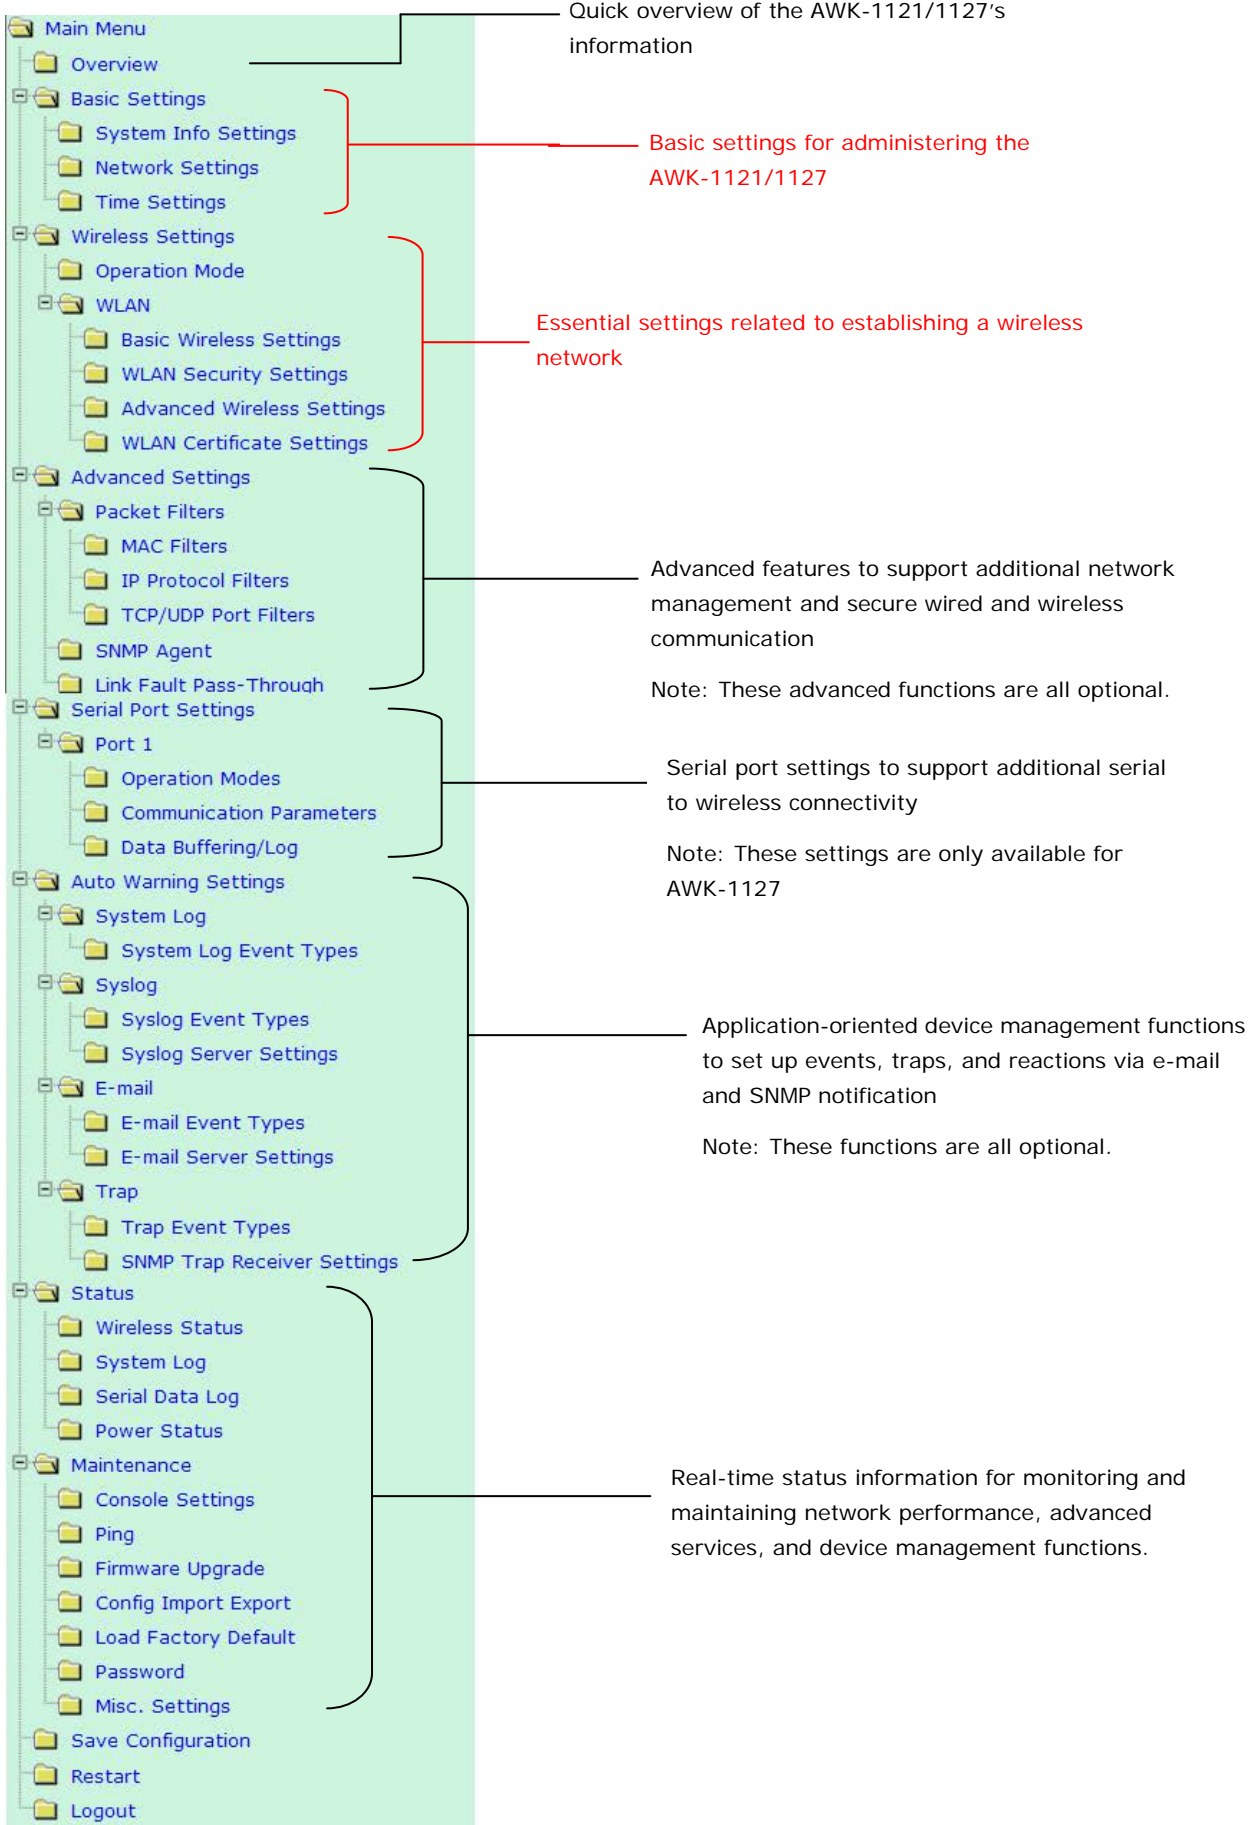 Quick overview of the AWK-1121/1127's
information
Main Menu
Overview
Basic Settings
System Info Settings
Network Settings
Time Settings
Basic settings for administering the
AWK-1121/1127
Wireless Settings
Operation Mode
WLAN
Basic Wireless Settings
WLAN Security Settings
Advanced Wireless Settings
WLAN Certificate Settings
Essential settings related to establishing a wireless
network
Advanced Settings
Packet Filters
MAC Filters
IP Protocol Filters
TCP/UDP Port Filters
SNMP Agent
Link Fault Pass-Through
Advanced features to support additional network
management and secure wired and wireless
communication
Note: These advanced functions are all optional.
Serial Port Settings
Port 1
Operation Modes
Communication Parameters
Data Buffering/Log
Serial port settings to support additional serial
to wireless connectivity
Note: These settings are only available for
AWK-1127
Auto Warning Settings
System Log
System Log Event Types
Syslog
Syslog Event Types
Syslog Server Settings
E-mail
E-mail Event Types
E-mail Server Settings
Trap
Trap Event Types
SNMP Trap Receiver Settings
Application-oriented device management functions
to set up events, traps, and reactions via e-mail
and SNMP notification
Note: These functions are all optional.
Status
Wireless Status
System Log
Serial Data Log
Power Status
Maintenance
Console Settings
Ping
Firmware Upgrade
Config Import Export
Load Factory Default
Password
Misc. Settings
Real-time status information for monitoring and
maintaining network performance, advanced
services, and device management functions.
Save Configuration
Restart
Logout